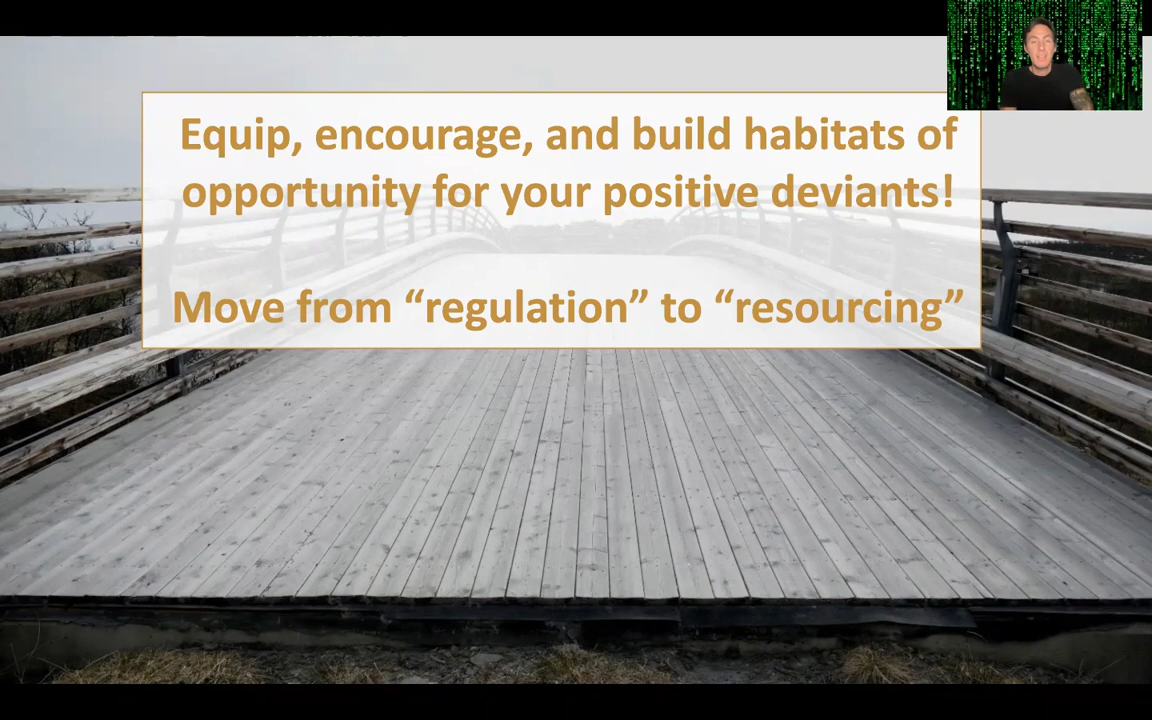 Equip, encourage, and build habitats of
opportunity for your positive deviants!
Move from “regulation” to “resourcing”